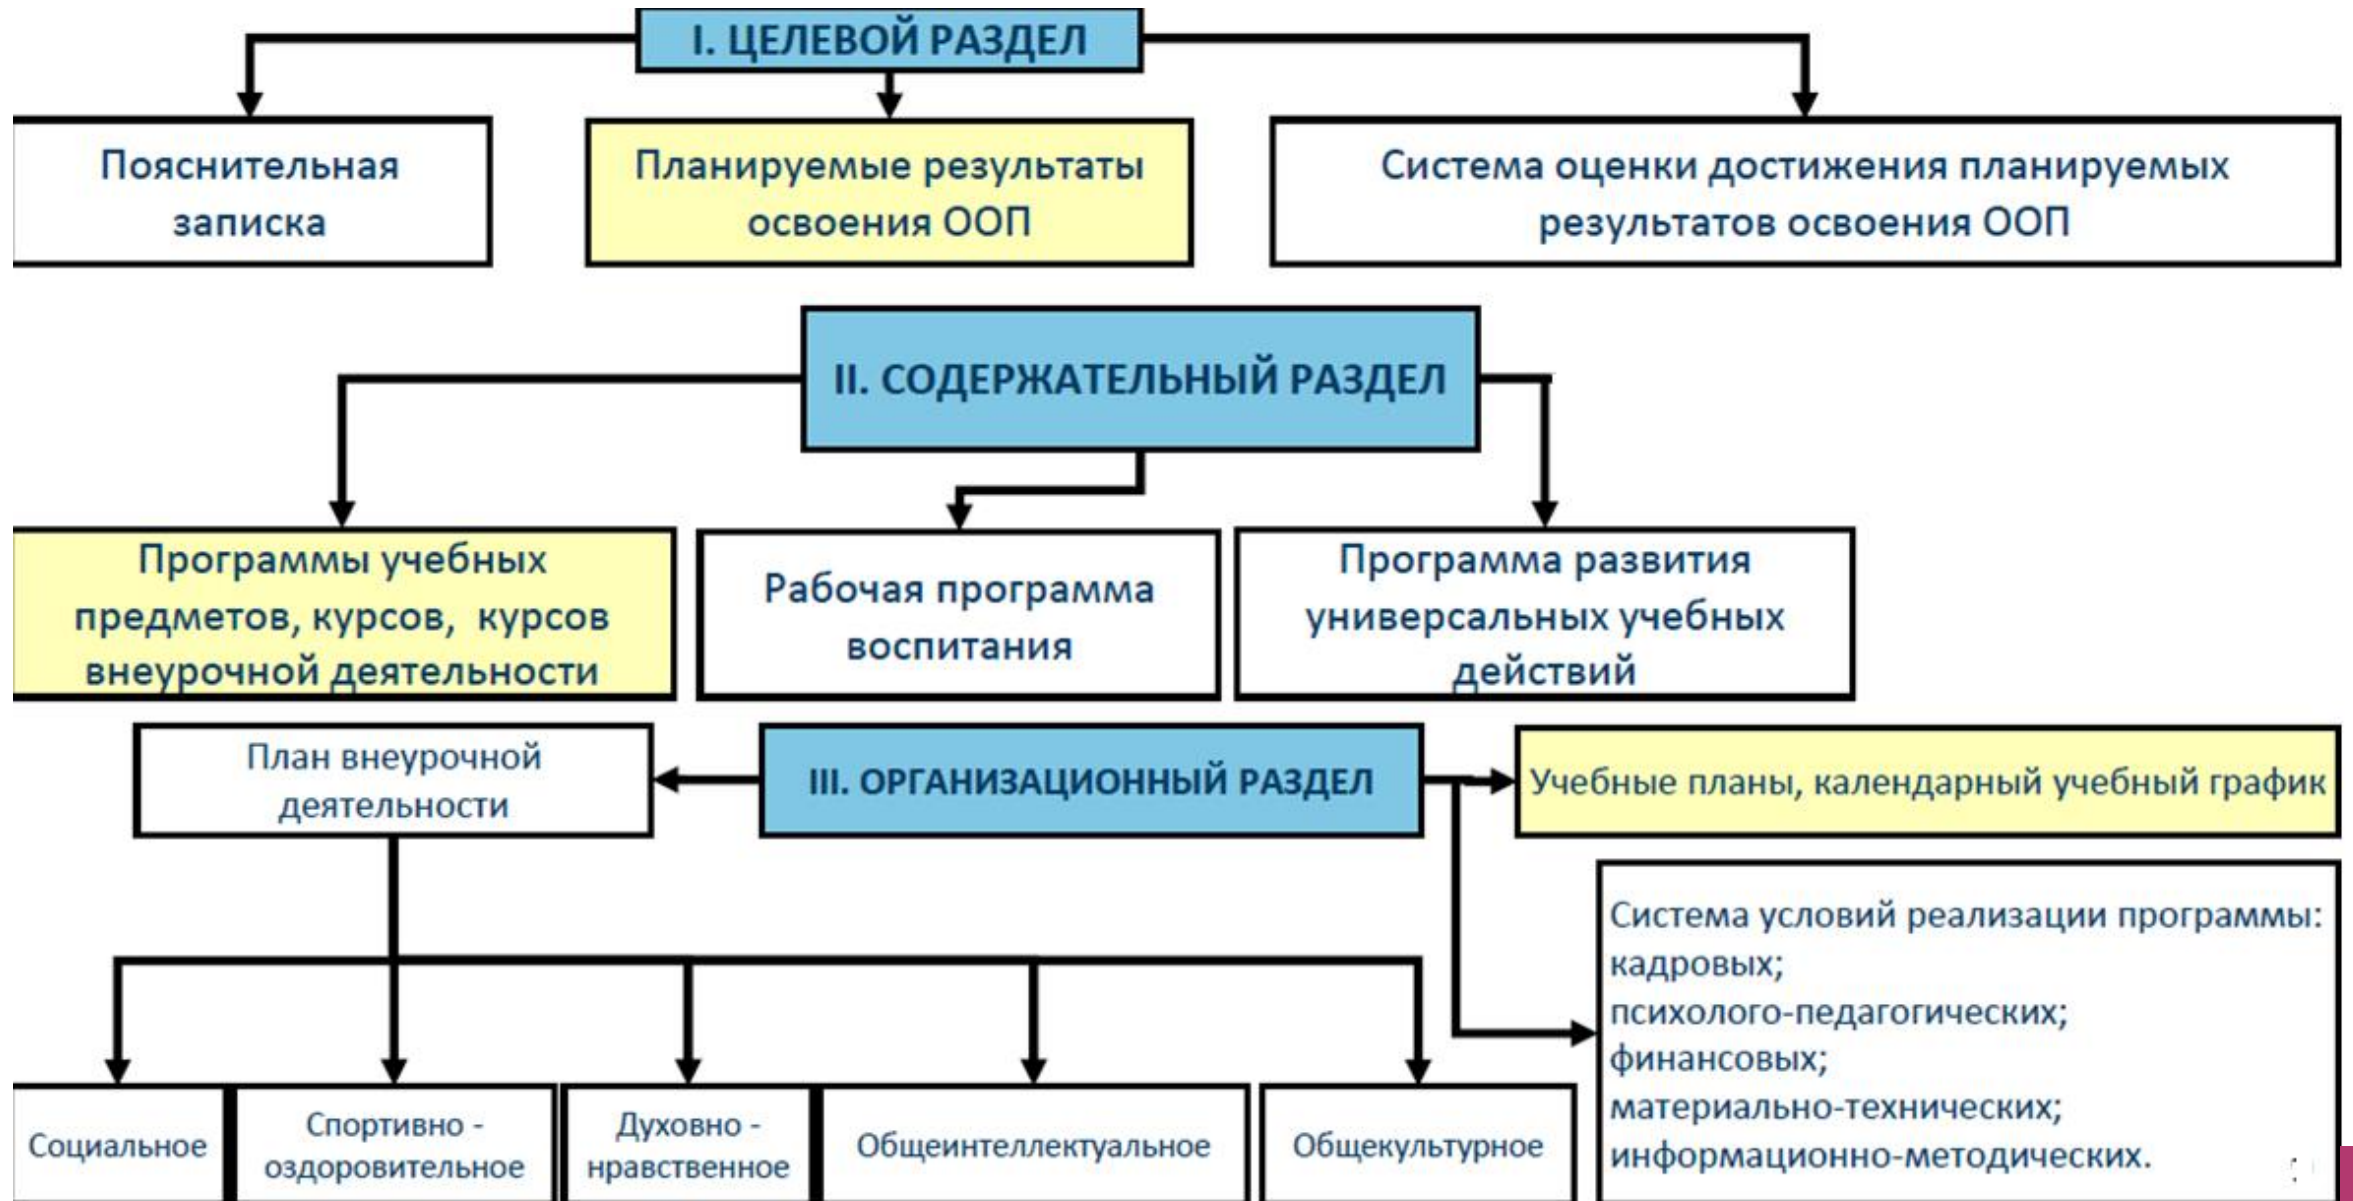 I. ЦЕЛЕВОЙ РАЗДЕЛ
Пояснительная
записка
Планируемые результаты
освоения ООП
Система оценки достижения планируемых
результатов освоения ООП
II. СОДЕРЖАТЕЛЬНЫЙ РАЗДЕЛ
Программы учебных
предметов, курсов, курсов
внеурочной деятельности
Рабочая программа
воспитания
Программа развития
универсальных учебных
действий
План внеурочной
деятельности
III. ОРГАНИЗАЦИОННЫЙ РАЗДЕЛ
Учебные планы, календарный учебный график
Система условий реализации программы:
кадровых;
психолого-педагогических;
финансовых;
материально-технических;
информационно-методических.
Социальное
Спортивно -
оздоровительное
Духовно -
нравственное
Общеинтеллектуальное
Общекультурное